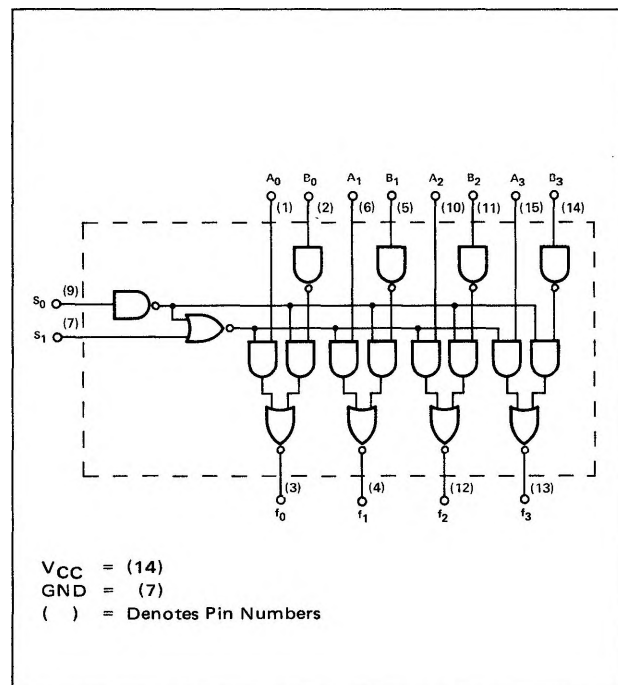 A0 B0 A1 B1 A2 B2 A3 B3
(1) (2) (6) (5) (10) (11) (15) (14)
S0 (9)
S1 (7)
(3) (4) (12) (13)
f0 f1 f2 f3
VCC = (14)
GND = (7)
( ) = Denotes Pin Numbers